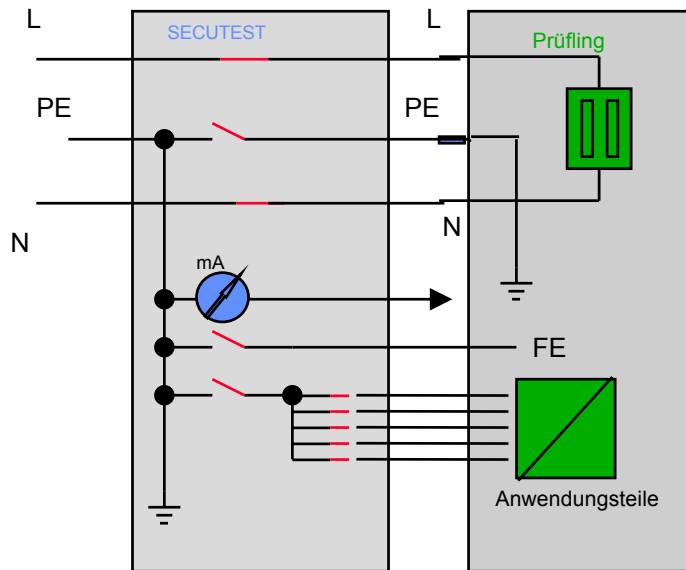 L
SECUTEST
L
Prüfling
PE
PE
N
N
mA
FE
Anwendungsteile